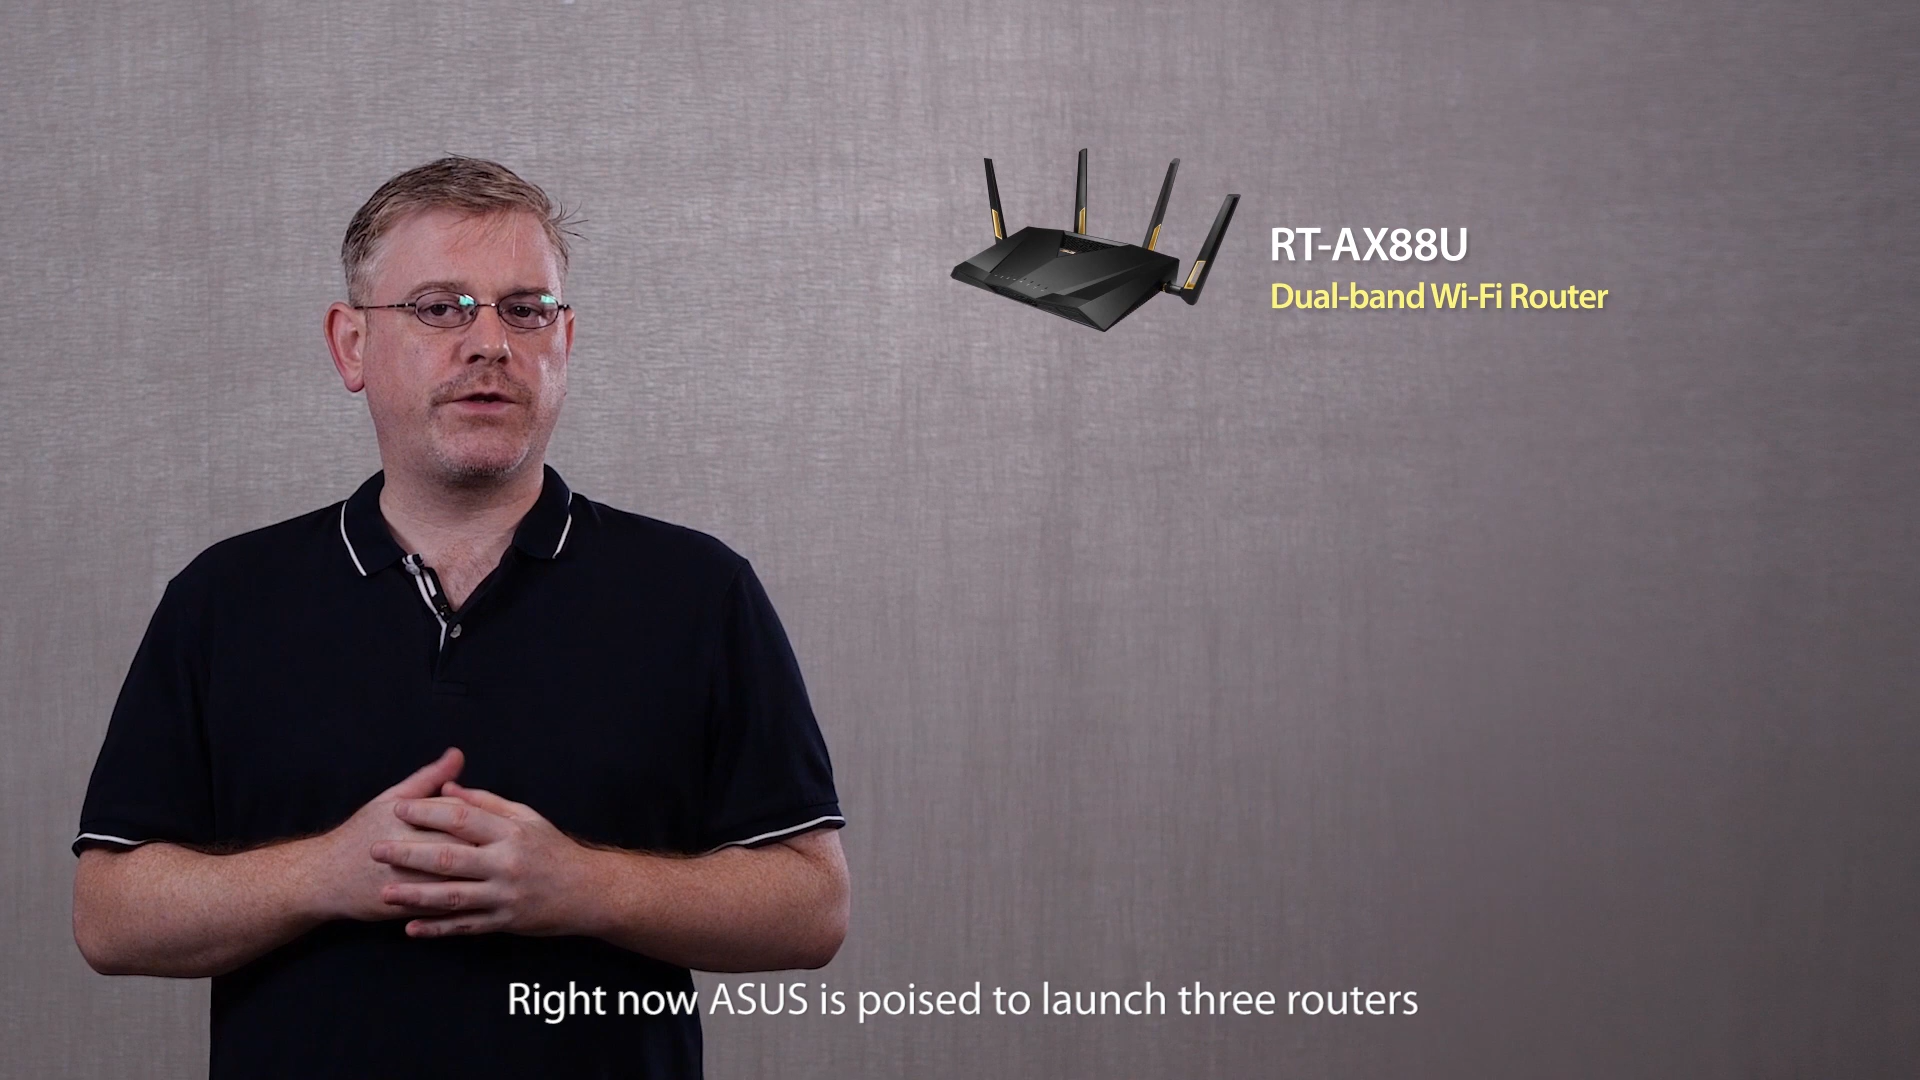 RT-AX88U
Dual-band Wi-Fi Router
Right now ASUS is poised to launch three routers